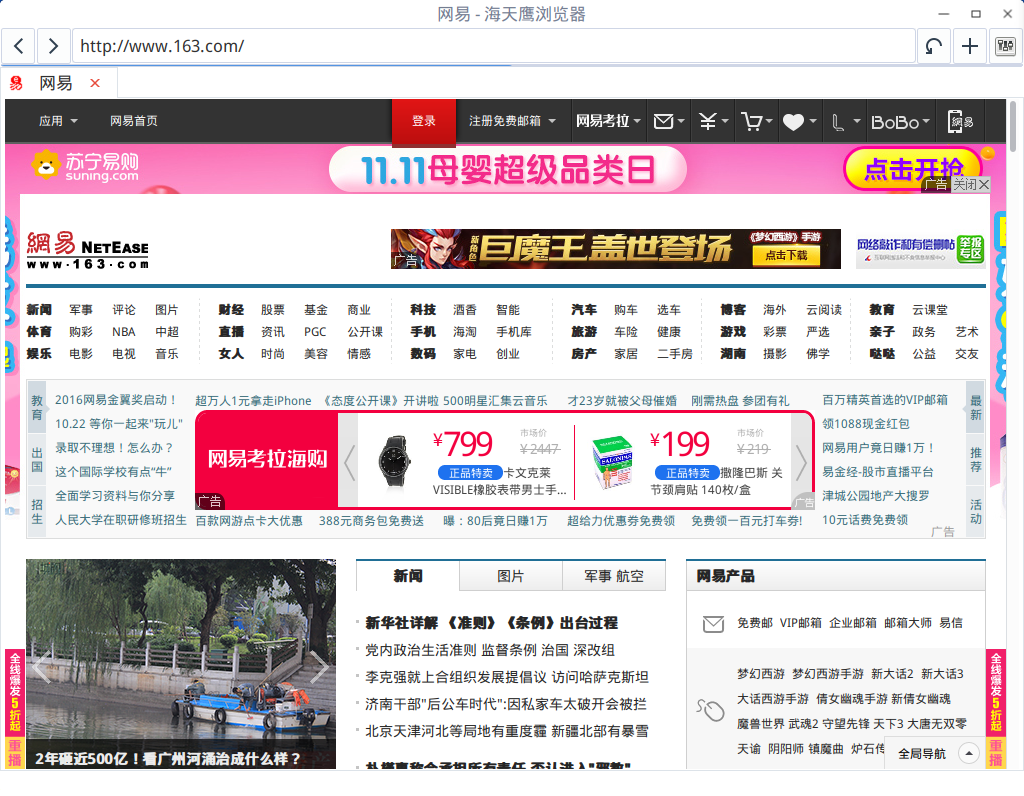 网易 - 海天鹰浏览器
http://www.163.com/
网易
应用 网易首页 登录 注册免费邮箱 网易考拉 BoBo 網易
苏宁易购
suning.com
11.11母婴超级品类日
点击开抢
广告 关闭
網易 NETEASE
www.163.com
新角色 巨魔王盖世登场 《梦幻西游》手游
点击下载
广告
网络敲诈和有偿删帖
举报专区
新闻 军事 评论 图片 财经 股票 基金 商业 科技 酒香 智能 汽车 购车 选车 博客 海外 云阅读 教育 云课堂
体育 购彩 NBA 中超 直播 资讯 PGC 公开课 手机 海淘 手机库 旅游 车险 健康 游戏 彩票 严选 亲子 政务 艺术
娱乐 电影 电视 音乐 女人 时尚 美容 情感 数码 家电 创业 房产 家居 二手房 湖南 摄影 佛学 哒哒 公益 交友
教育
出国
招生
2016网易金翼奖启动！
10.22 等你一起来"玩儿"
录取不理想！怎么办？
这个国际学校有点“牛”
全面学习资料与你分享
人民大学在职研修班招生
超万人1元拿走iPhone 《态度公开课》开讲啦 500明星汇集云音乐 才23岁就被父母催婚 刚需热盘 参团有礼
网易考拉海购
广告
¥799 市场价
¥2447
正品特卖 卡文克莱
VISIBLE橡胶表带男士手...
¥199 市场价
¥219
正品特卖 撒隆巴斯 关
节颈肩贴 140枚/盒
广告
百款网游点卡大优惠 388元商务包免费送 曝：80后竟日赚1万 超给力优惠券免费领 免费领一百元打车券!
百万精英首选的VIP邮箱
领1088现金红包
网易用户竟日赚1万！
易金经-股市直播平台
津城公园地产大搜罗
10元话费免费领
广告
最新
推荐
活动
2年砸近500亿！看广州河涌治成什么样？
新闻 图片 军事 航空
新华社详解 《准则》《条例》出台过程
党内政治生活准则 监督条例 治国 深改组
李克强就上合组织发展提倡议 访问哈萨克斯坦
济南干部"后公车时代":因私家车太破开会被拦
北京天津河北等局地有重度霾 新疆北部有暴雪
网易产品
免费邮 VIP邮箱 企业邮箱 邮箱大师 易信
梦幻西游 梦幻西游手游 新大话2 新大话3
大话西游手游 倩女幽魂手游 新倩女幽魂
魔兽世界 武魂2 守望先锋 天下3 大唐无双零
天谕 阴阳师 镇魔曲 炉石传
全局导航
全线爆发5折起
重播
全线爆发5折起
重播